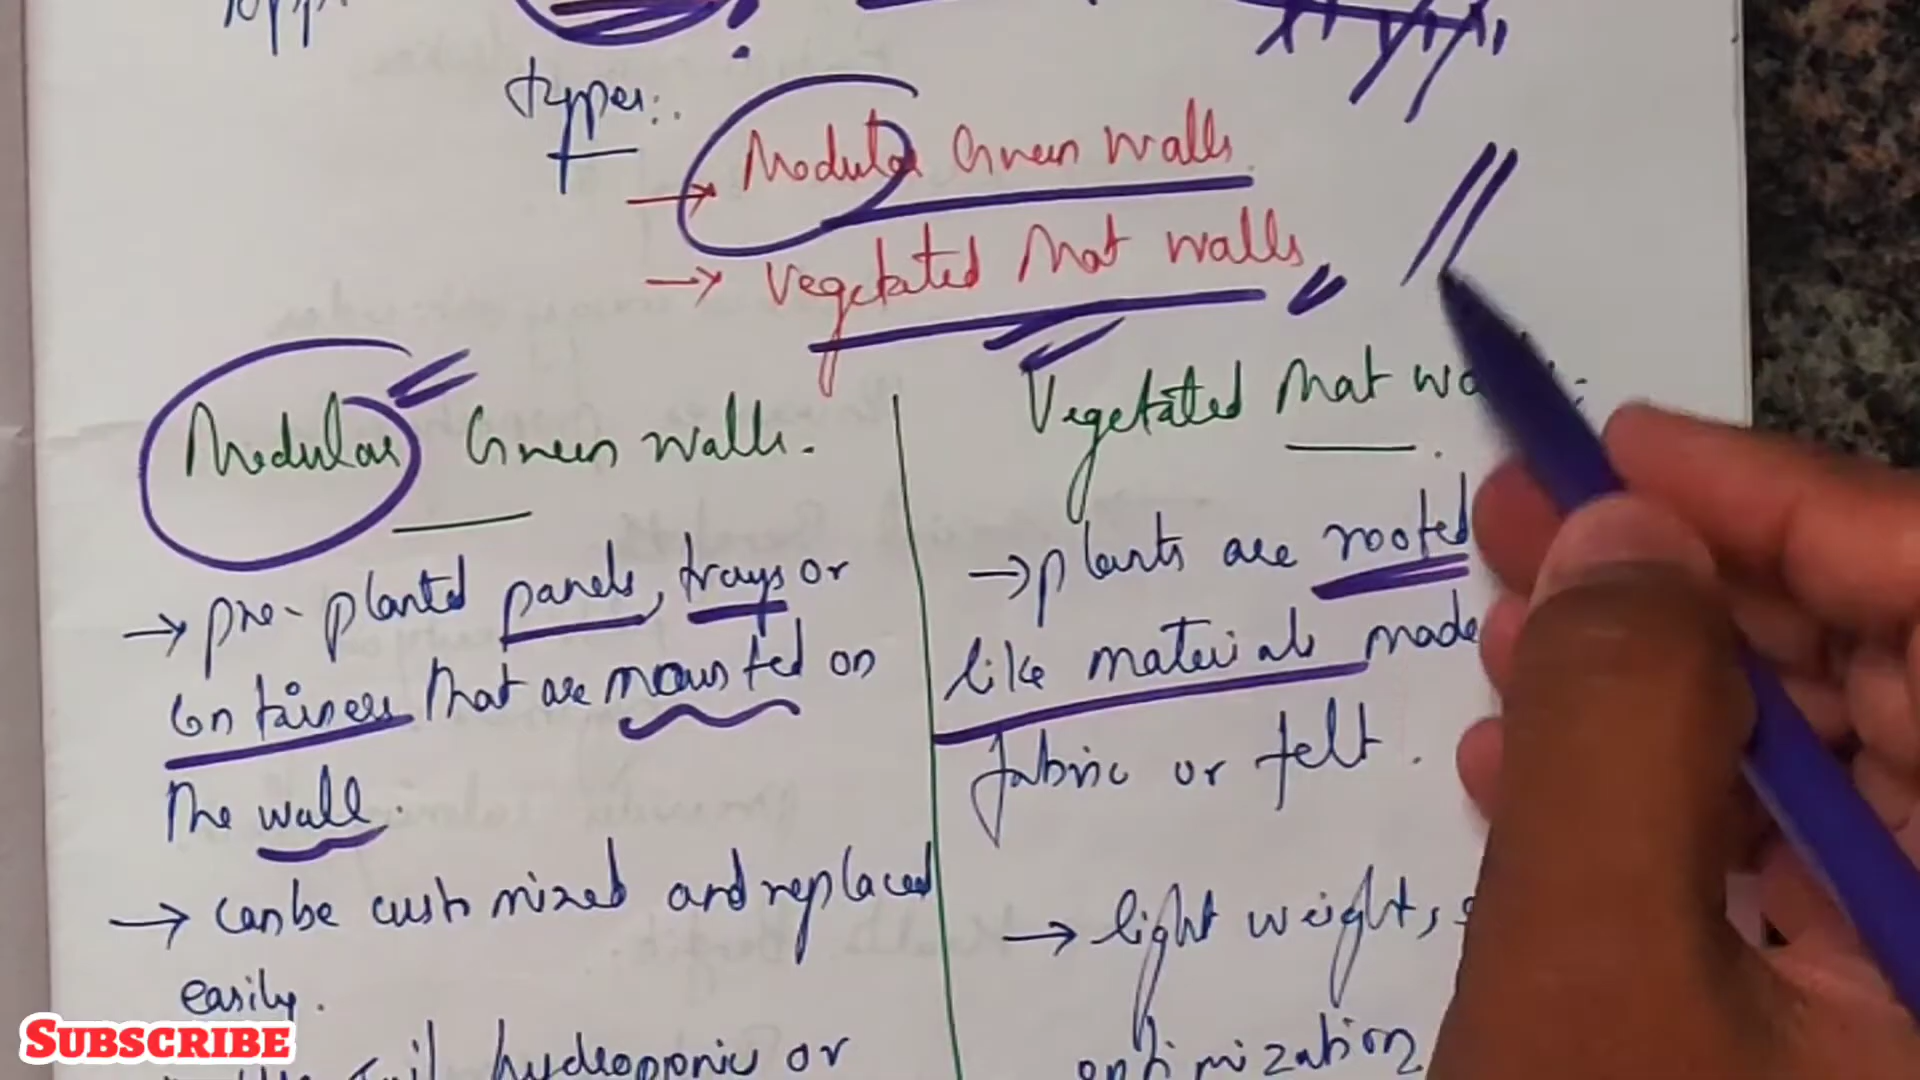 types:
→ Modular Green walls
→ Vegetated Mat walls
Modular Green walls.
→ pre-planted panels, trays or
containers that are mounted on
the wall.
→ can be customized and replaced
easily.
soil, hydroponic or
Vegetated Mat
→ plants are rooted
like materials made
fabric or felt.
→ light weight,
optimization
SUBSCRIBE